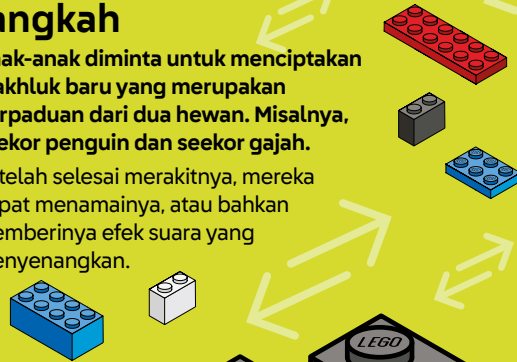 angkah
ak-anak diminta untuk menciptakan
akhluk baru yang merupakan
rpaduan dari dua hewan. Misalnya,
ekor penguin dan seekor gajah.
telah selesai merakitnya, mereka
pat menamainya, atau bahkan
emberinya efek suara yang
enyenangkan.
LEGO